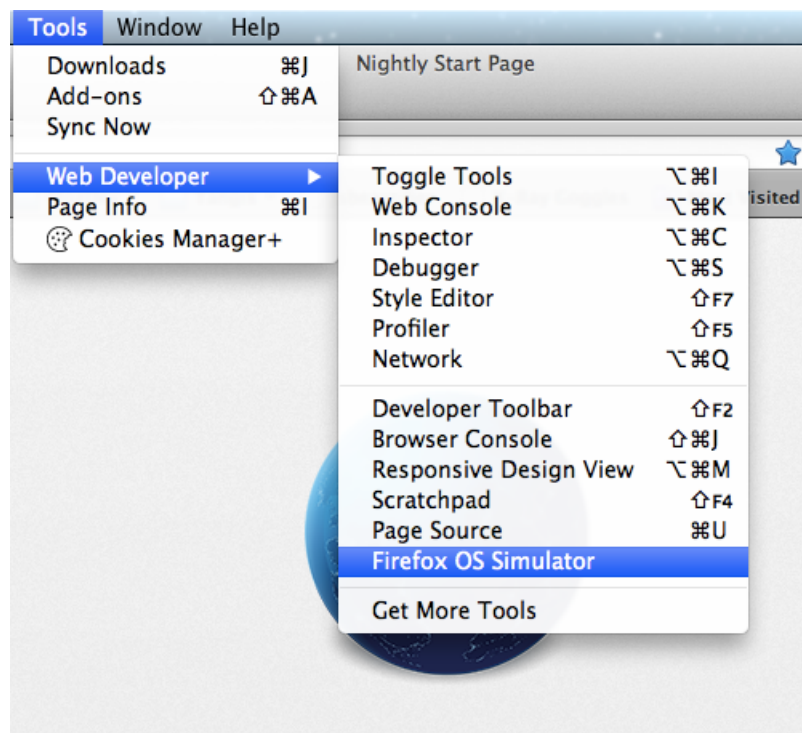 Tools Window Help
Nightly Start Page
Downloads ⌘J
Add-ons ⇧⌘A
Sync Now
Web Developer ▶
Page Info ⌘I
Cookies Manager+
isited
Toggle Tools ⌥⌘I
Web Console ⌥⌘K
Inspector ⌥⌘C
Debugger ⌥⌘S
Style Editor ⇧F7
Profiler ⇧F5
Network ⌥⌘Q
Developer Toolbar ⇧F2
Browser Console ⇧⌘J
Responsive Design View ⌥⌘M
Scratchpad ⇧F4
Page Source ⌘U
Firefox OS Simulator
Get More Tools